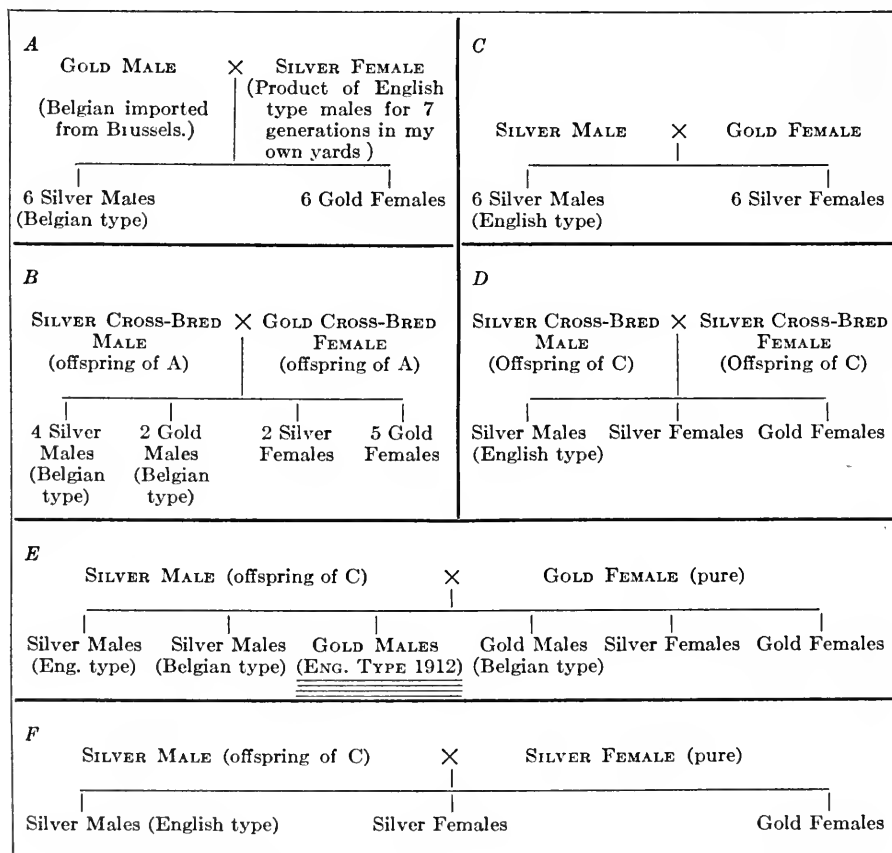 A
GOLD MALE × SILVER FEMALE
(Belgian imported from Brussels.)
(Product of English type males for 7 generations in my own yards )
6 Silver Males
(Belgian type)
6 Gold Females
C
SILVER MALE × GOLD FEMALE
6 Silver Males
(English type)
6 Silver Females
B
SILVER CROSS-BRED MALE
(offspring of A)
×
GOLD CROSS-BRED FEMALE
(offspring of A)
4 Silver
Males
(Belgian
type)
2 Gold
Males
(Belgian
type)
2 Silver
Females
5 Gold
Females
D
SILVER CROSS-BRED MALE
(Offspring of C)
×
SILVER CROSS-BRED FEMALE
(Offspring of C)
Silver Males
(English type)
Silver Females
Gold Females
E
SILVER MALE (offspring of C) × GOLD FEMALE (pure)
Silver Males
(Eng. type)
Silver Males
(Belgian type)
GOLD MALES
(ENG. TYPE 1912)
Gold Males
(Belgian type)
Silver Females
Gold Females
F
SILVER MALE (offspring of C) × SILVER FEMALE (pure)
Silver Males (English type)
Silver Females
Gold Females